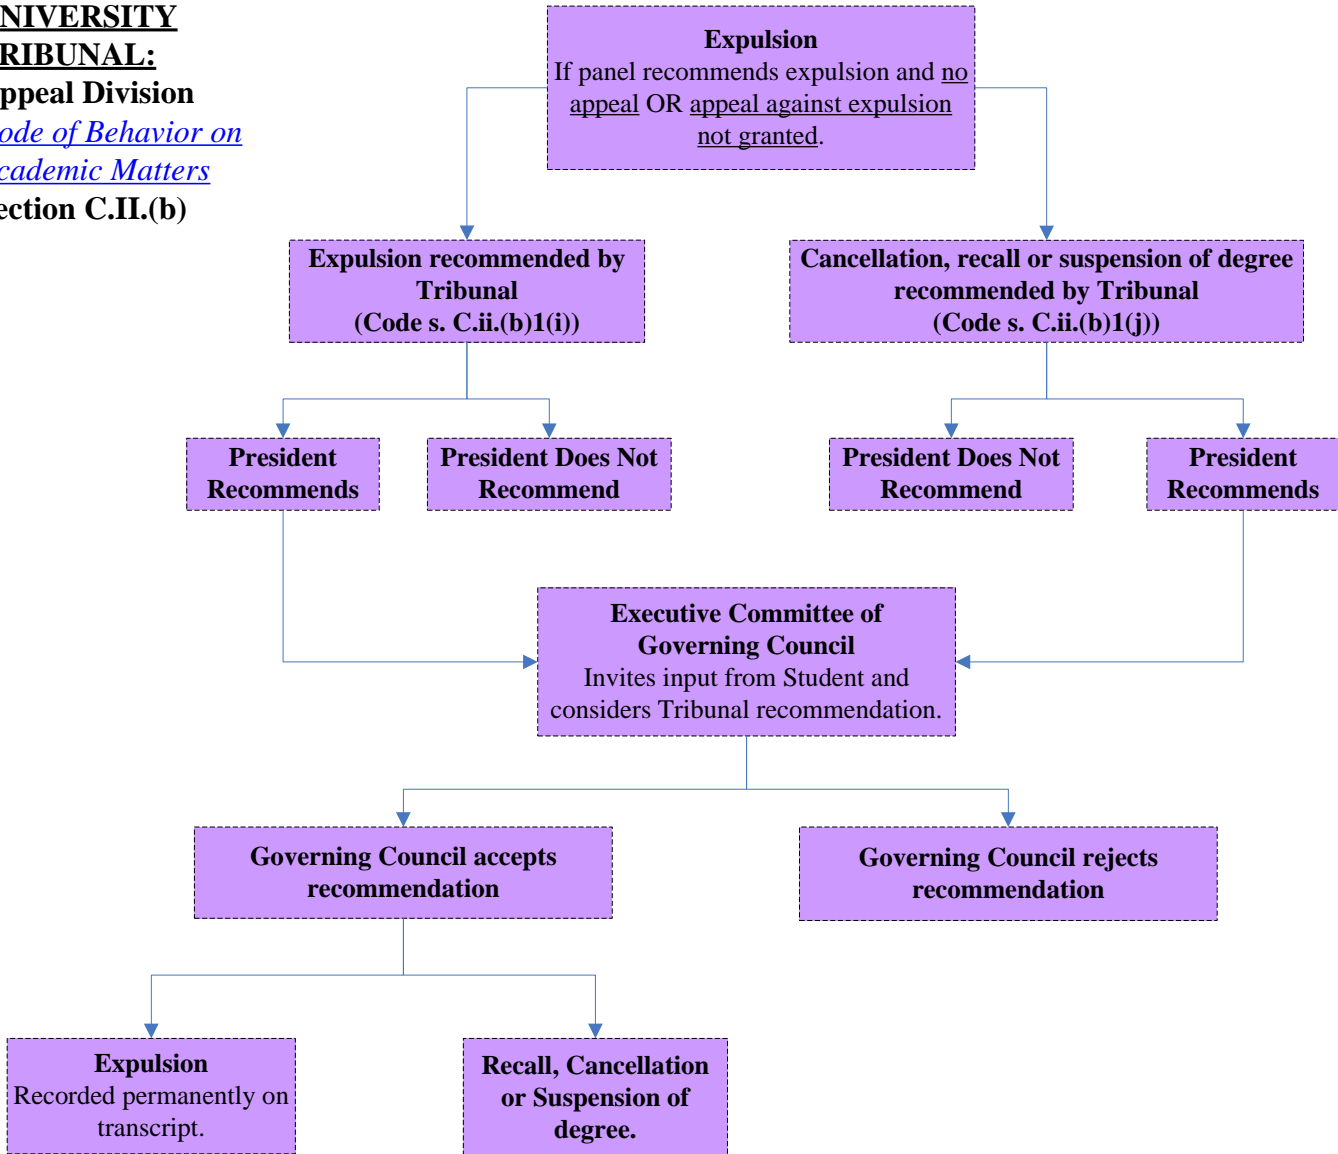 NIVERSITY
RIBUNAL:
ppeal Division
ode of Behavior on
cademic Matters
ection C.II.(b)
Expulsion
If panel recommends expulsion and no
appeal OR appeal against expulsion
not granted.
Expulsion recommended by
Tribunal
(Code s. C.ii.(b)1(i))
Cancellation, recall or suspension of degree
recommended by Tribunal
(Code s. C.ii.(b)1(j))
President
Recommends
President Does Not
Recommend
President Does Not
Recommend
President
Recommends
Executive Committee of
Governing Council
Invites input from Student and
considers Tribunal recommendation.
Governing Council accepts
recommendation
Governing Council rejects
recommendation
Expulsion
Recorded permanently on
transcript.
Recall, Cancellation
or Suspension of
degree.